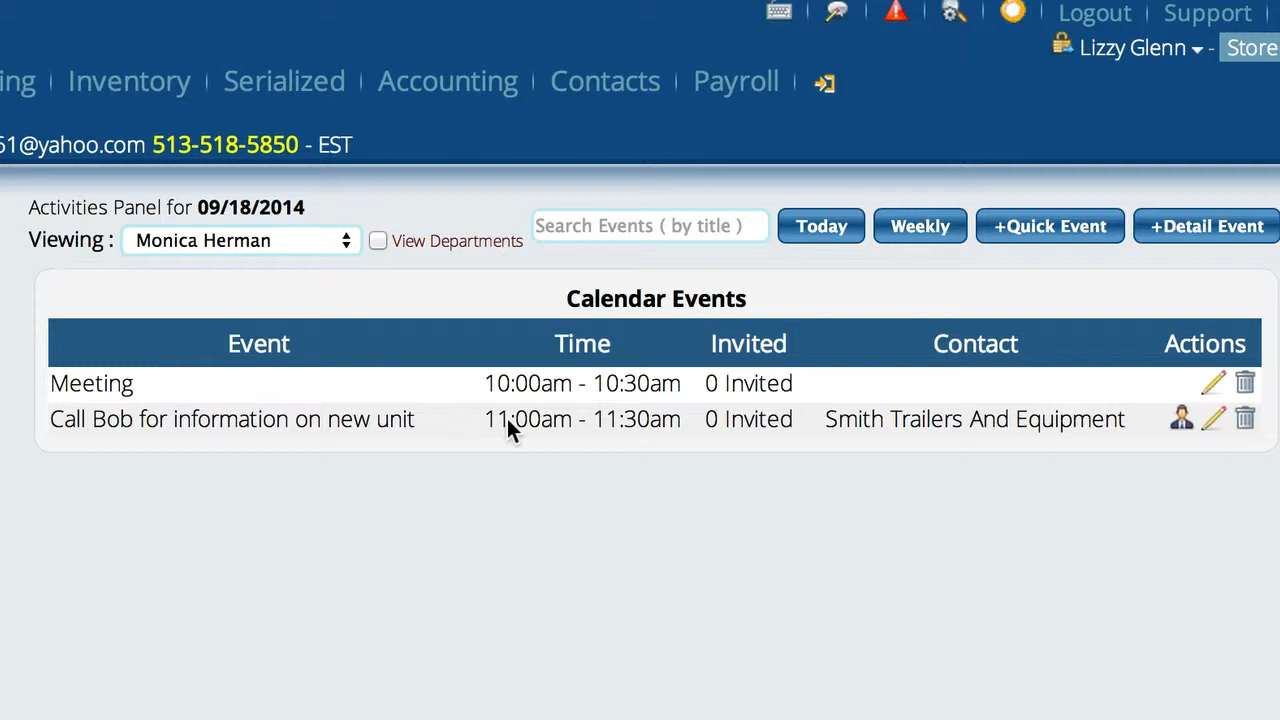 Logout | Support |
Lizzy Glenn - Store
ing | Inventory | Serialized | Accounting | Contacts | Payroll |
61@yahoo.com 513-518-5850 - EST
Activities Panel for 09/18/2014
Viewing : Monica Herman View Departments Search Events ( by title ) Today Weekly +Quick Event +Detail Event
Calendar Events
Event Time Invited Contact Actions
Meeting 10:00am - 10:30am 0 Invited
Call Bob for information on new unit 11:00am - 11:30am 0 Invited Smith Trailers And Equipment